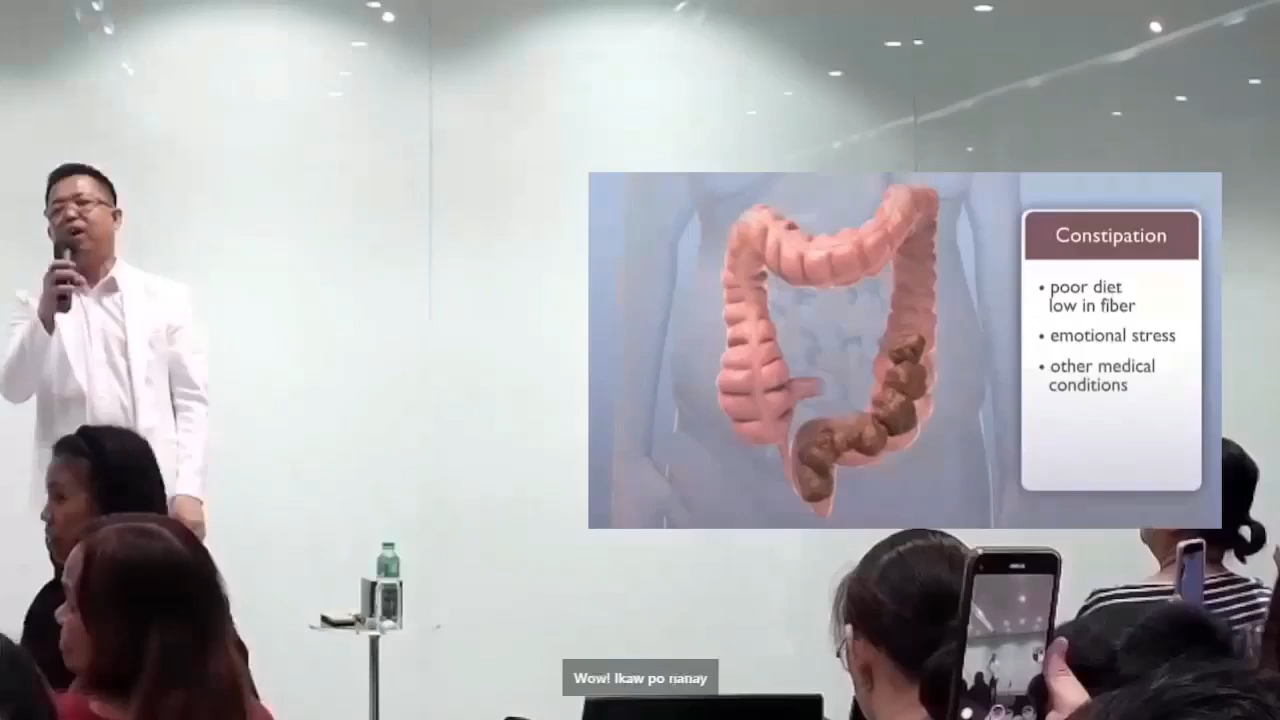 Constipation
• poor diet
low in fiber
• emotional stress
• other medical
conditions
Wow! Ikaw po nanay